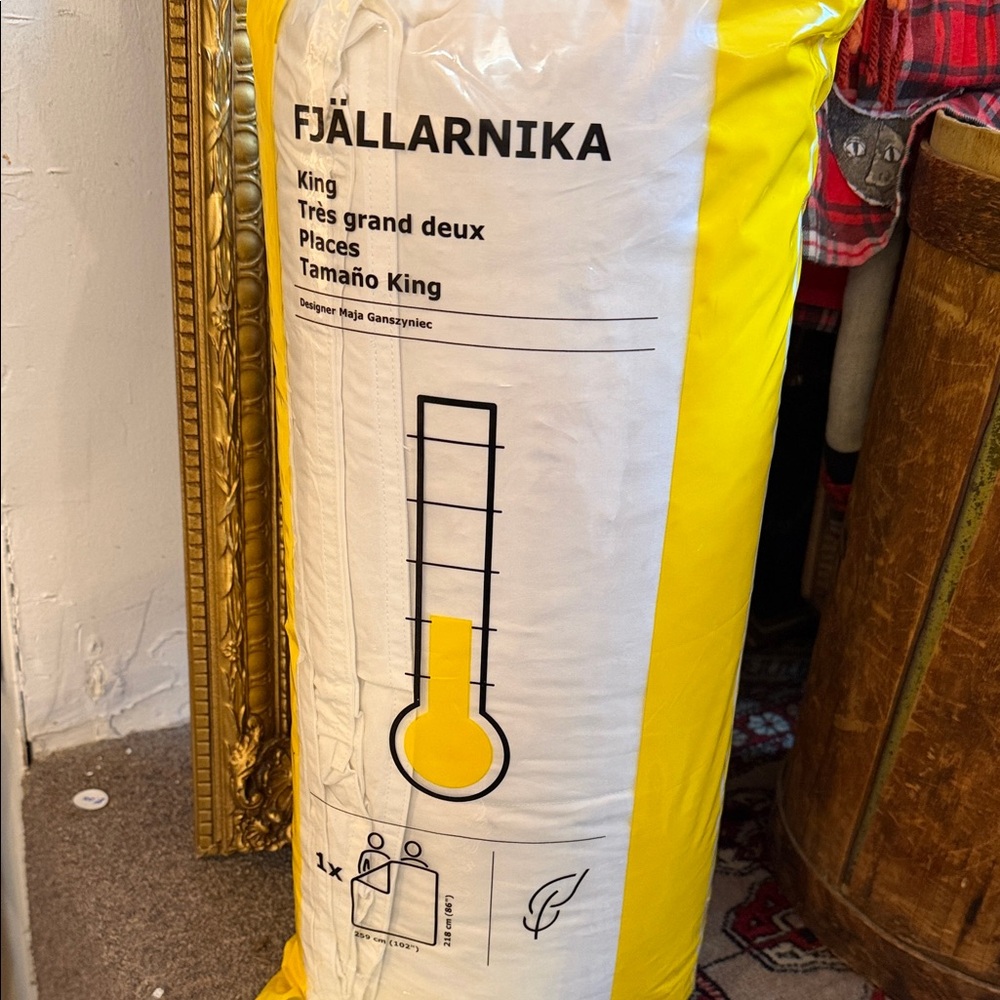 FJÄLLARNIKA
King
Très grand deux
Places
Tamaño King
Designer Maja Ganszyniec
1x
259 cm (102")
218 cm (86")